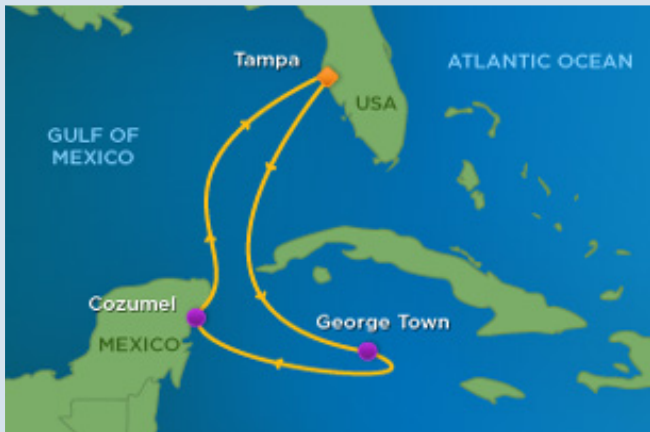 Tampa
ATLANTIC OCEAN
USA
GULF OF
MEXICO
Cozumel
George Town
MEXICO